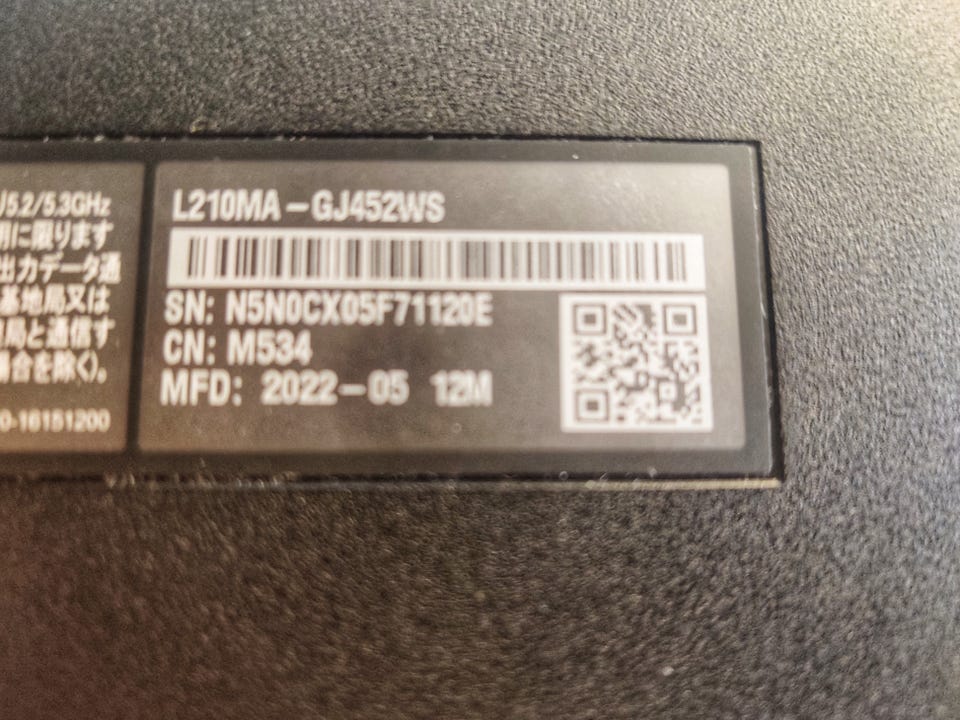 /5.2/5.3GHz
明に限ります
出力データ通
基地局又は
局と通信す
場合を除く)。
0-16151200
L210MA-GJ452WS
SN: N5N0CX05F71120E
CN: M534
MFD: 2022-05 12M